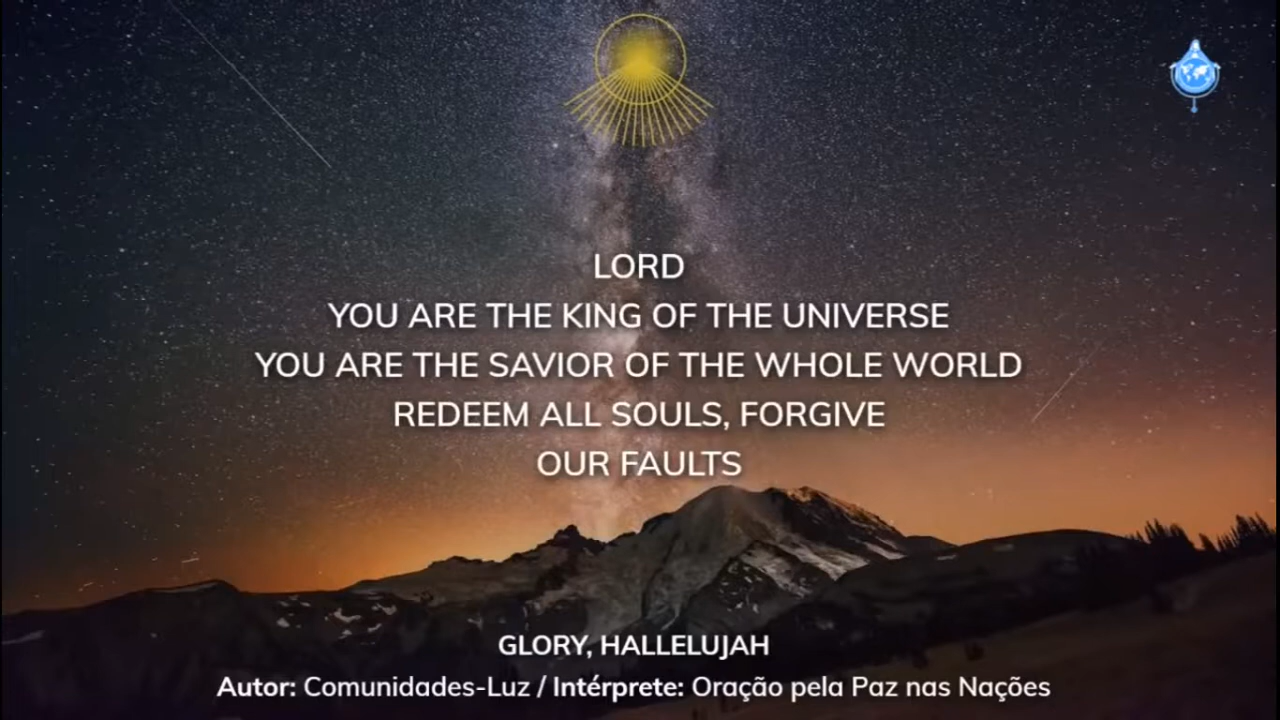 LORD
YOU ARE THE KING OF THE UNIVERSE
YOU ARE THE SAVIOR OF THE WHOLE WORLD
REDEEM ALL SOULS, FORGIVE
OUR FAULTS
GLORY, HALLELUJAH
Autor: Comunidades-Luz / Intérprete: Oração pela Paz nas Nações